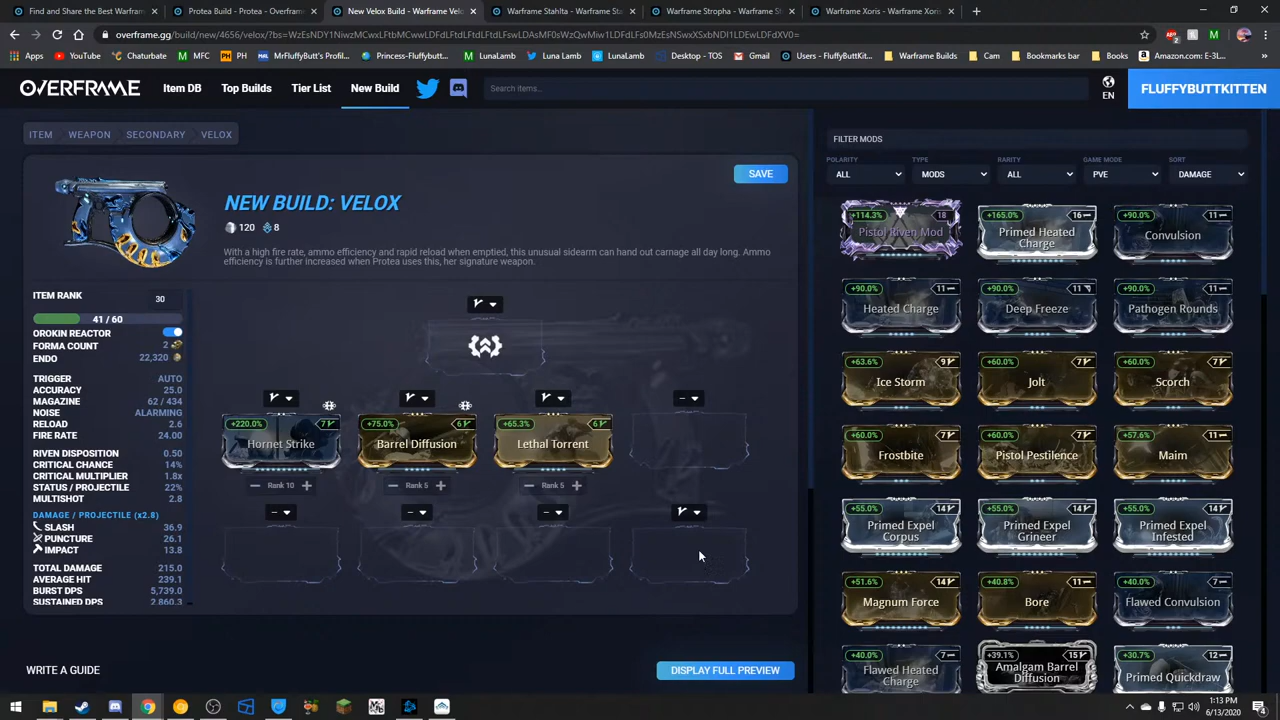 Find and Share the Best Warfram
Protea Build - Protea - Overfram
New Velox Build - Warframe Vel
Warframe Stahlta - Warframe St
Warframe Stropha - Warframe M
Warframe Xoris - Warframe Xori
overframe.gg/build/new/4656/velox/?bs=WzEsNDY1NiwzMCwxLFtbMCwwLDFdLFtdLFtdLFtdLFtdLFswLDAsMF0sWzQwMiw1LDFdLFs0MzEsNSwxXSxbNDI1LDEwLDFdXV0=
Apps
YouTube
Chaturbate
MFC
PH
PH
MrFluffyButt's Profi...
Princess-Fluffybutt...
LunaLamb
Luna Lamb
LunaLamb
Desktop - TOS
Gmail
Users - FluffyButtKit...
Warframe Builds
Cam
Bookmarks bar
Books
Amazon.com - E-3L...
OVERFRAME
Item DB
Top Builds
Tier List
New Build
Search items...
EN
FLUFFYBUTTKITTEN
ITEM
WEAPON
SECONDARY
VELOX
SAVE
NEW BUILD: VELOX
120
8
With a high fire rate, ammo efficiency and rapid reload when emptied, this unusual sidearm can hand out carnage all day long. Ammo
efficiency is further increased when Protea uses this, her signature weapon.
ITEM RANK 30
41 / 60
OROKIN REACTOR
FORMA COUNT 2
ENDO 22,320
TRIGGER AUTO
ACCURACY 25.0
MAGAZINE 62 / 434
NOISE ALARMING
RELOAD 2.6
FIRE RATE 24.00
RIVEN DISPOSITION 0.50
CRITICAL CHANCE 14%
CRITICAL MULTIPLIER 1.8x
STATUS / PROJECTILE 22%
MULTISHOT 2.8
DAMAGE / PROJECTILE (X2.8)
SLASH 36.9
PUNCTURE 26.1
IMPACT 13.8
TOTAL DAMAGE 215.0
AVERAGE HIT 239.1
BURST DPS 5,739.0
SUSTAINED DPS 2,860.3
+220.0% 7
Hornet Strike
Rank 10
+75.0% 6
Barrel Diffusion
Rank 5
+65.3% 6
Lethal Torrent
Rank 5
WRITE A GUIDE
DISPLAY FULL PREVIEW
FILTER MODS
POLARITY
ALL
TYPE
MODS
RARITY
ALL
GAME MODE
PVE
SORT
DAMAGE
+114.3% 18
Pistol Riven Mod
+165.0% 16
Primed Heated
Charge
+90.0% 11
Convulsion
+90.0% 11
Heated Charge
+90.0% 11
Deep Freeze
+90.0% 11
Pathogen Rounds
+63.6% 9
Ice Storm
+60.0% 7
Jolt
+60.0% 7
Scorch
+60.0% 7
Frostbite
+60.0% 7
Pistol Pestilence
+57.6% 11
Maim
+55.0% 14
Primed Expel
Corpus
+55.0% 14
Primed Expel
Grineer
+55.0% 14
Primed Expel
Infested
+51.6% 14
Magnum Force
+40.8% 11
Bore
+40.0% 7
Flawed Convulsion
+40.0% 7
Flawed Heated
Charge
+39.1% 15
Amalgam Barrel
Diffusion
+30.7% 12
Primed Quickdraw
1:13 PM
6/13/2020
4